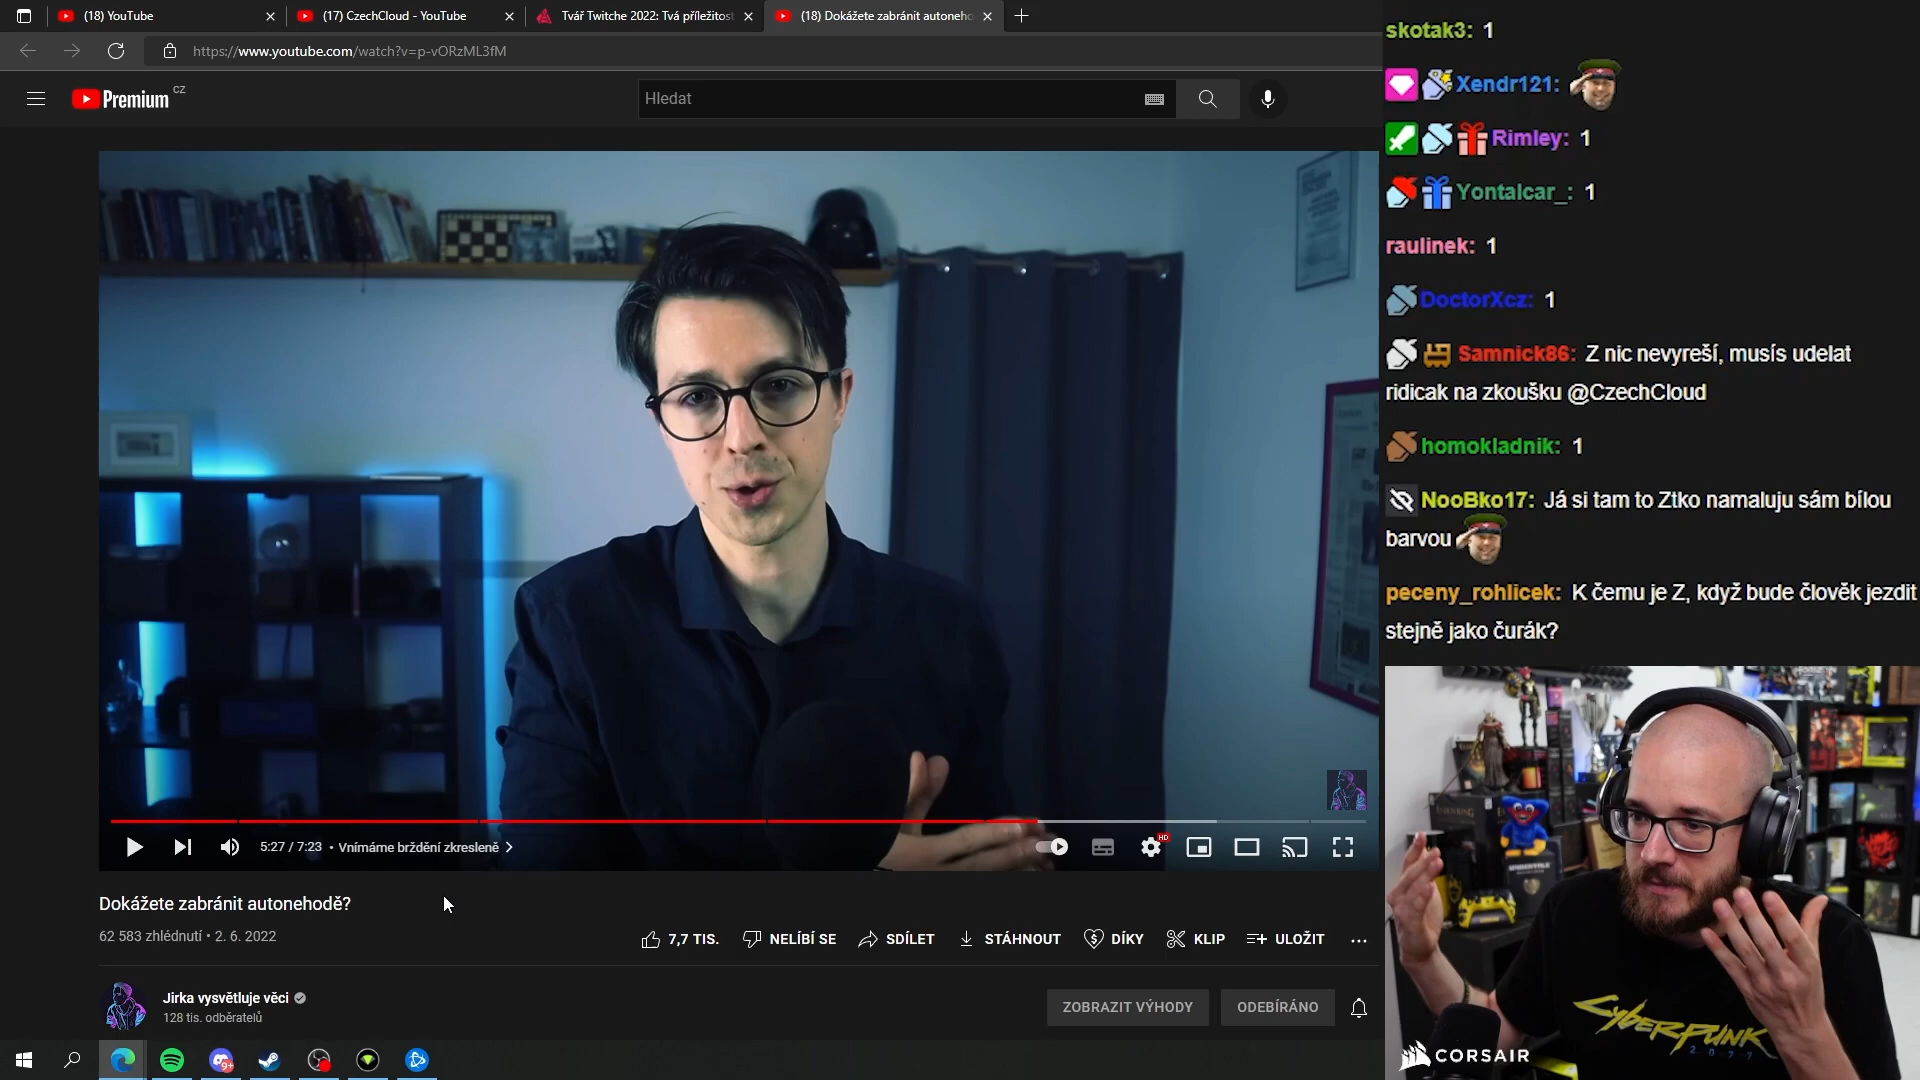 (18) YouTube
(17) CzechCloud - YouTube
Tvář Twitche 2022: Tvá příležitost
(18) Dokážete zabránit autoneho
https://www.youtube.com/watch?v=p-vORzML3fM
Premium CZ
Hledat
5:27 / 7:23 • Vnímáme brždění zkresleně
HD
Dokážete zabránit autonehodě?
62 583 zhlédnutí • 2. 6. 2022
7,7 TIS.
NELÍBÍ SE
SDÍLET
STÁHNOUT
DÍKY
KLIP
ULOŽIT
Jirka vysvětluje věci
128 tis. odběratelů
ZOBRAZIT VÝHODY
ODEBÍRÁNO
9+
skotak3: 1
Xendr121:
Rimley: 1
Yontalcar_: 1
raulinek: 1
DoctorXcz: 1
Samnick86: Z nic nevyreší, musís udelat
ridicak na zkoušku @CzechCloud
homokladnik: 1
NooBko17: Já si tam to Ztko namaluju sám bílou
barvou
peceny_rohlicek: K čemu je Z, když bude člověk jezdit
stejně jako čurák?
CYBERPUNK
2077
CORSAIR